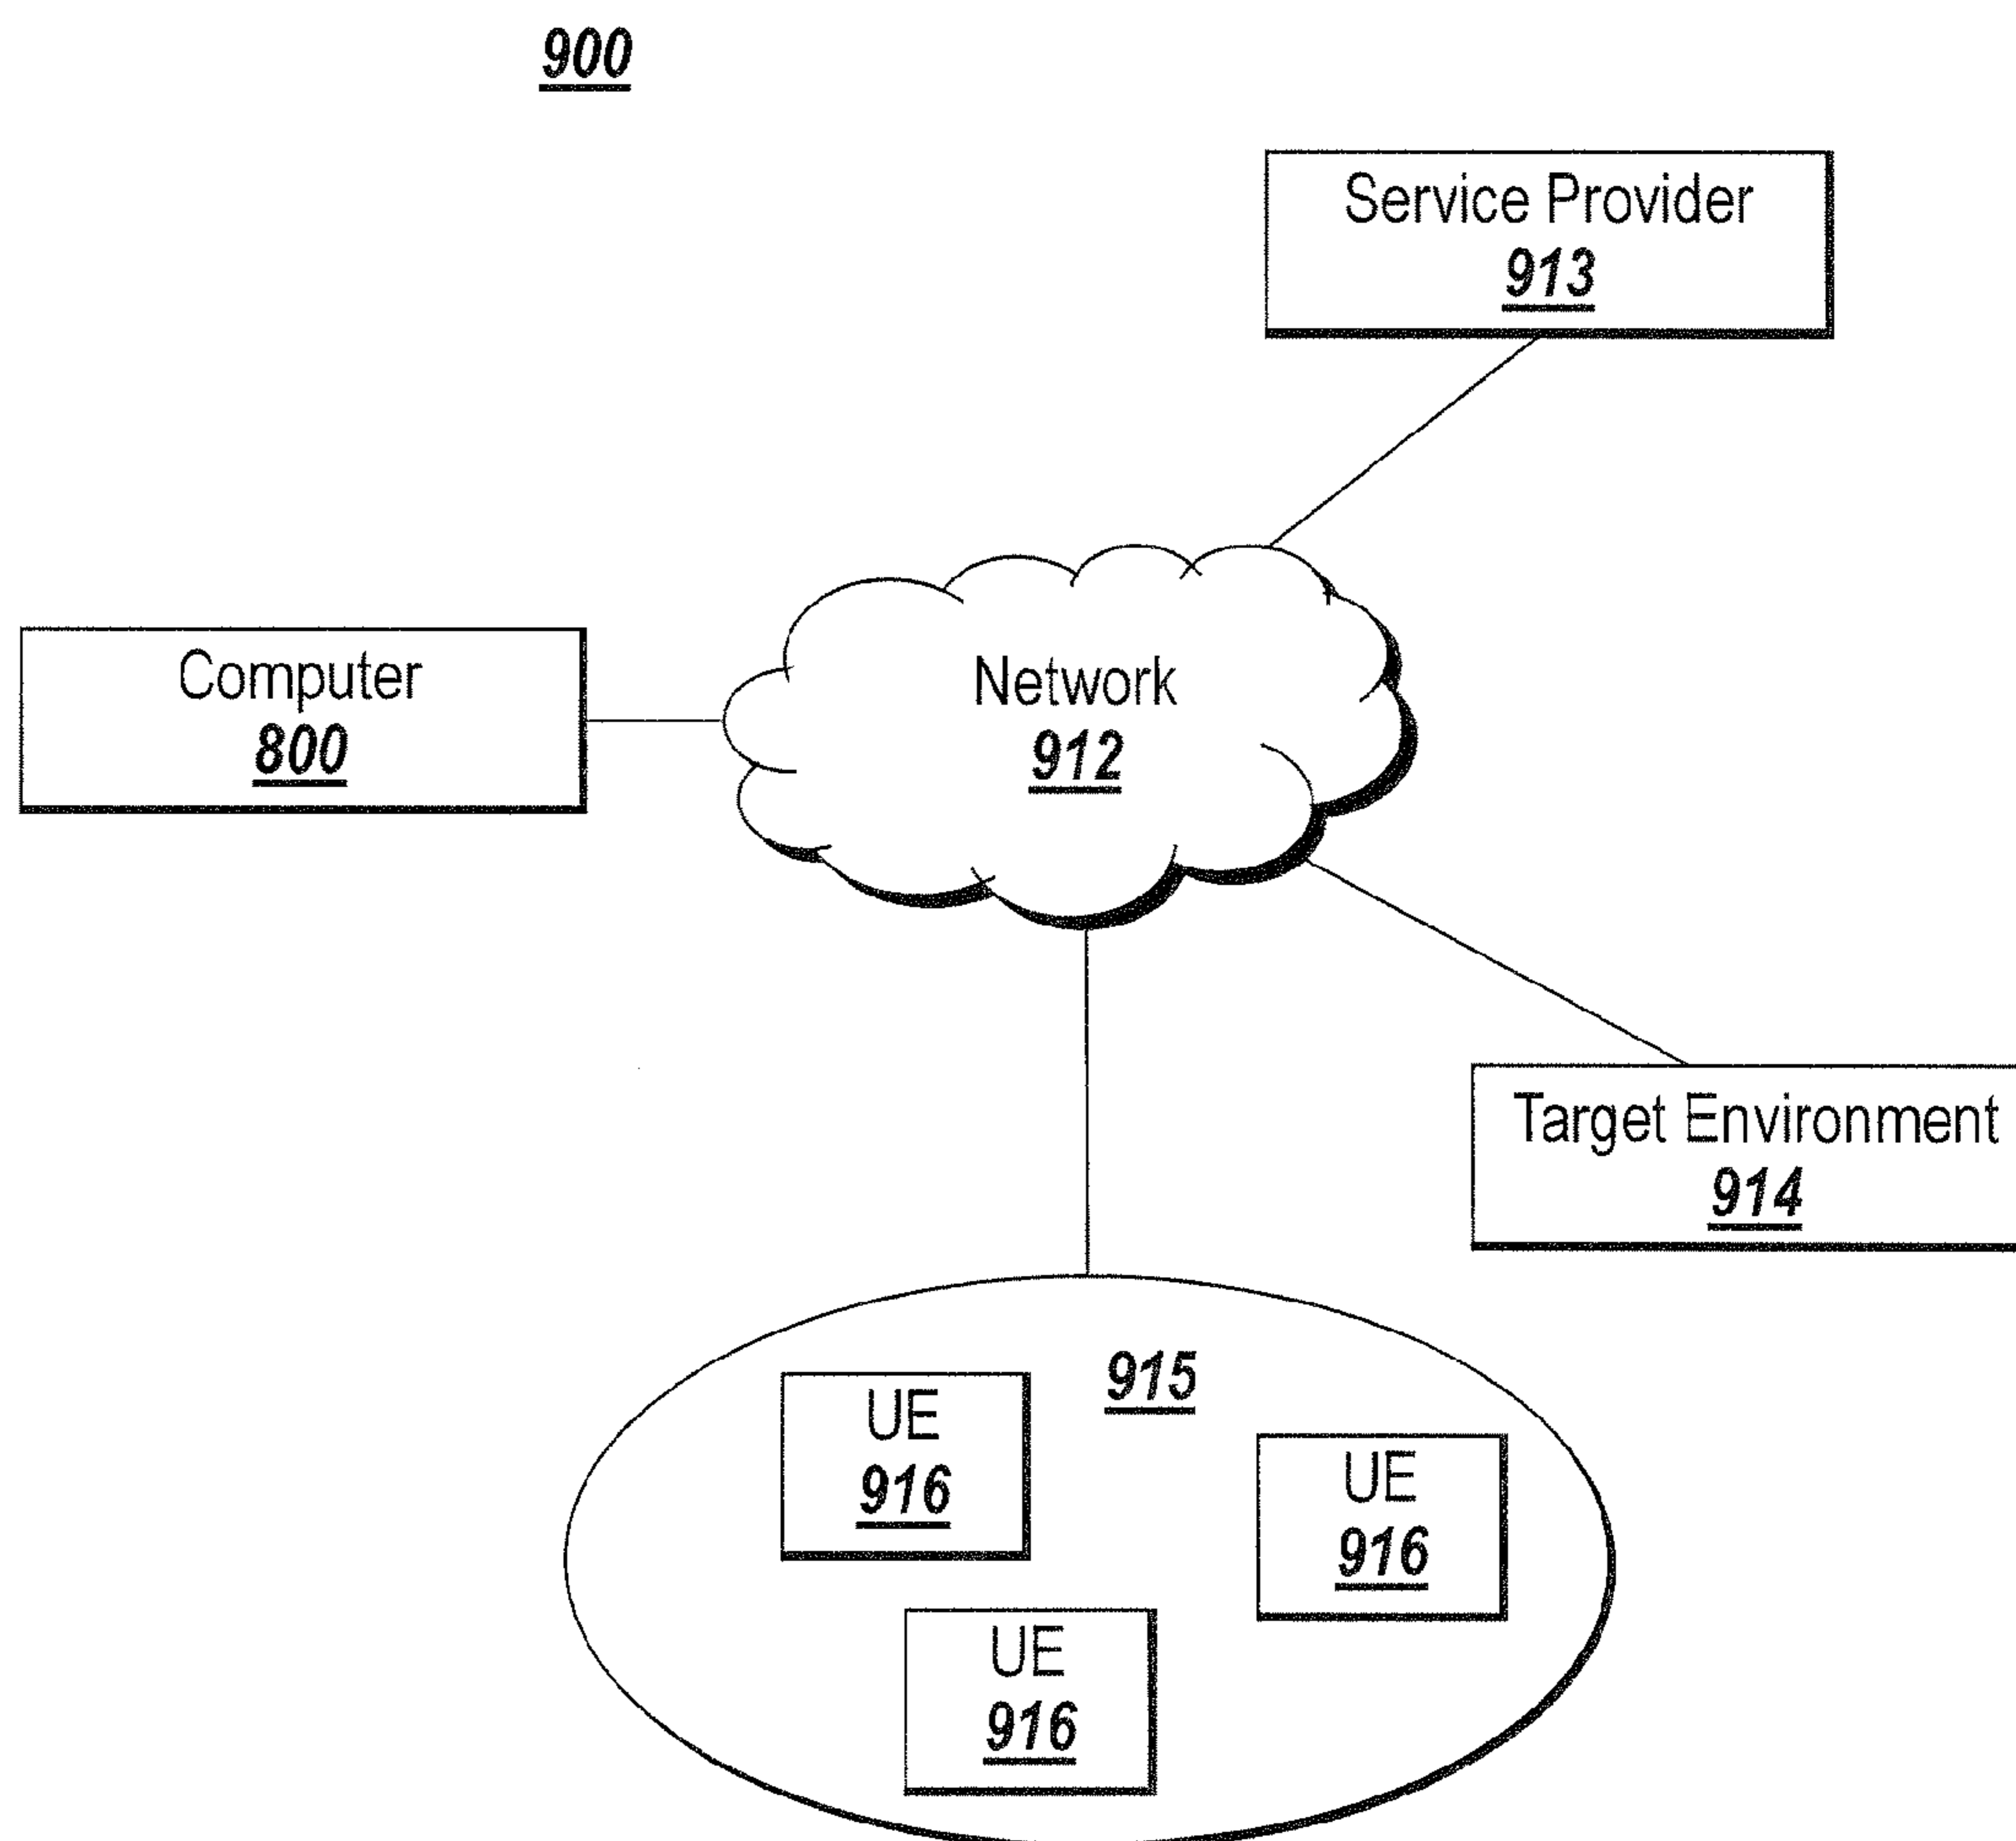 900
Service Provider
913
Computer
800
Network
912
Target Environment
914
915
UE
916
UE
916
UE
916